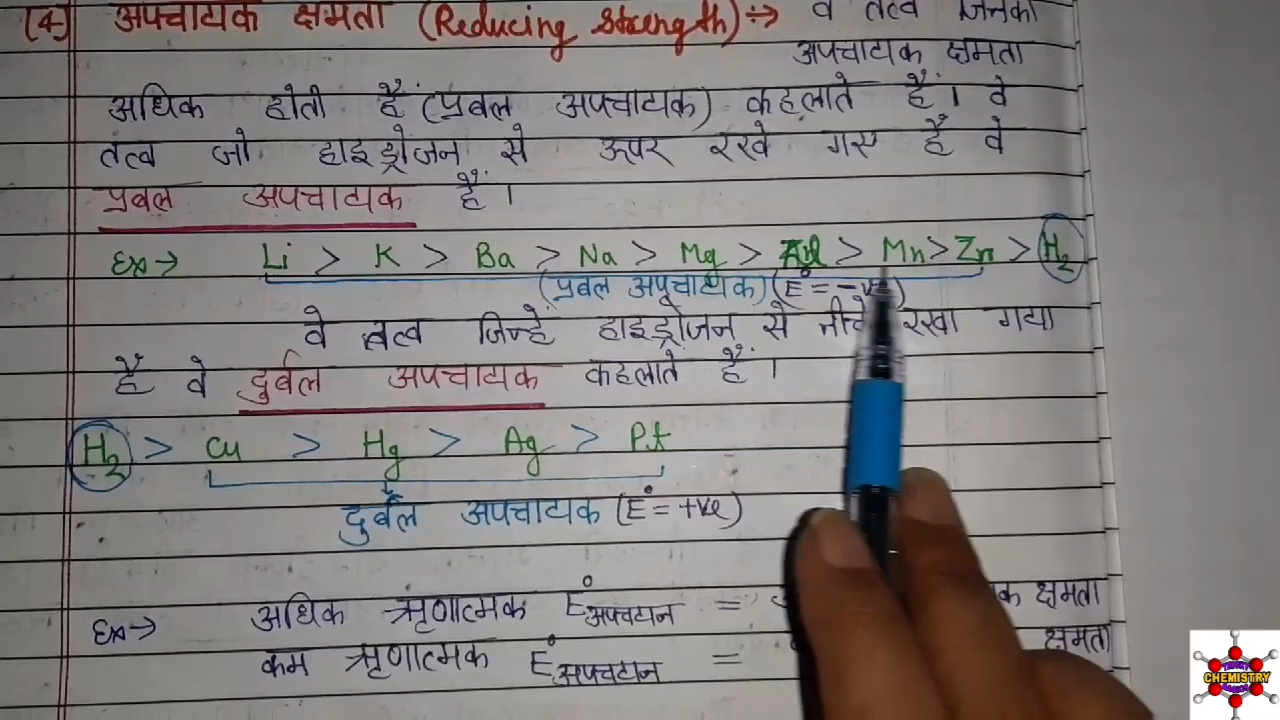 (4) अपचायक क्षमता (Reducing Strength) ÷→ वे तत्व जिनकी
अपचायक क्षमता
अधिक होती है (प्रबल अपचायक) कहलाते हैं। वे
तत्व जो हाइड्रोजन से ऊपर रखे गए हैं वे
प्रबल अपचायक हैं।
Ex→ Li > K > Ba > Na > Mg > Al > Mn > Zn > H₂
(प्रबल अपचायक) (E° = -ve)
वे तत्व जिन्हें हाइड्रोजन से नीचे रखा गया
हैं वे दुर्बल अपचायक कहलाते हैं।
H₂ > Cu > Hg > Ag > Pt
दुर्बल अपचायक (E° = +ve)
Ex→ अधिक ऋणात्मक E°अपचयन = क्षमता
कम ऋणात्मक E°अपचयन = क्षमता
CHEMISTRY